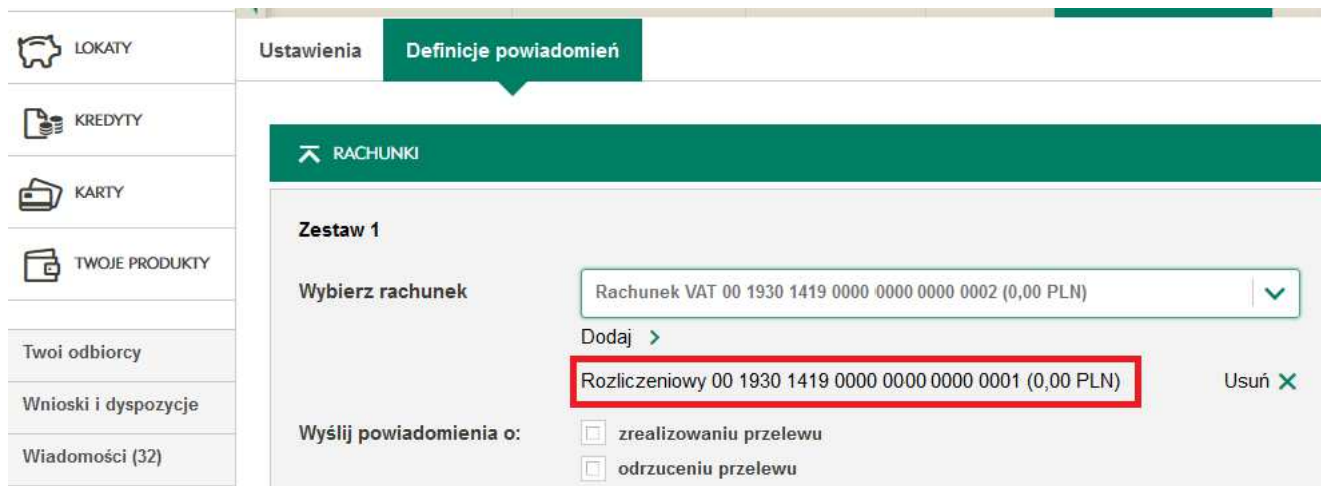 LOKATY
KREDYTY
KARTY
TWOJE PRODUKTY
Twoi odbiorcy
Wnioski i dyspozycje
Wiadomości (32)
Ustawienia
Definicje powiadomień
RACHUNKI
Zestaw 1
Wybierz rachunek
Rachunek VAT 00 1930 1419 0000 0000 0000 0002 (0,00 PLN)
Dodaj
Rozliczeniowy 00 1930 1419 0000 0000 0000 0001 (0,00 PLN)
Usuń
Wyślij powiadomienia o:
zrealizowaniu przelewu
odrzuceniu przelewu